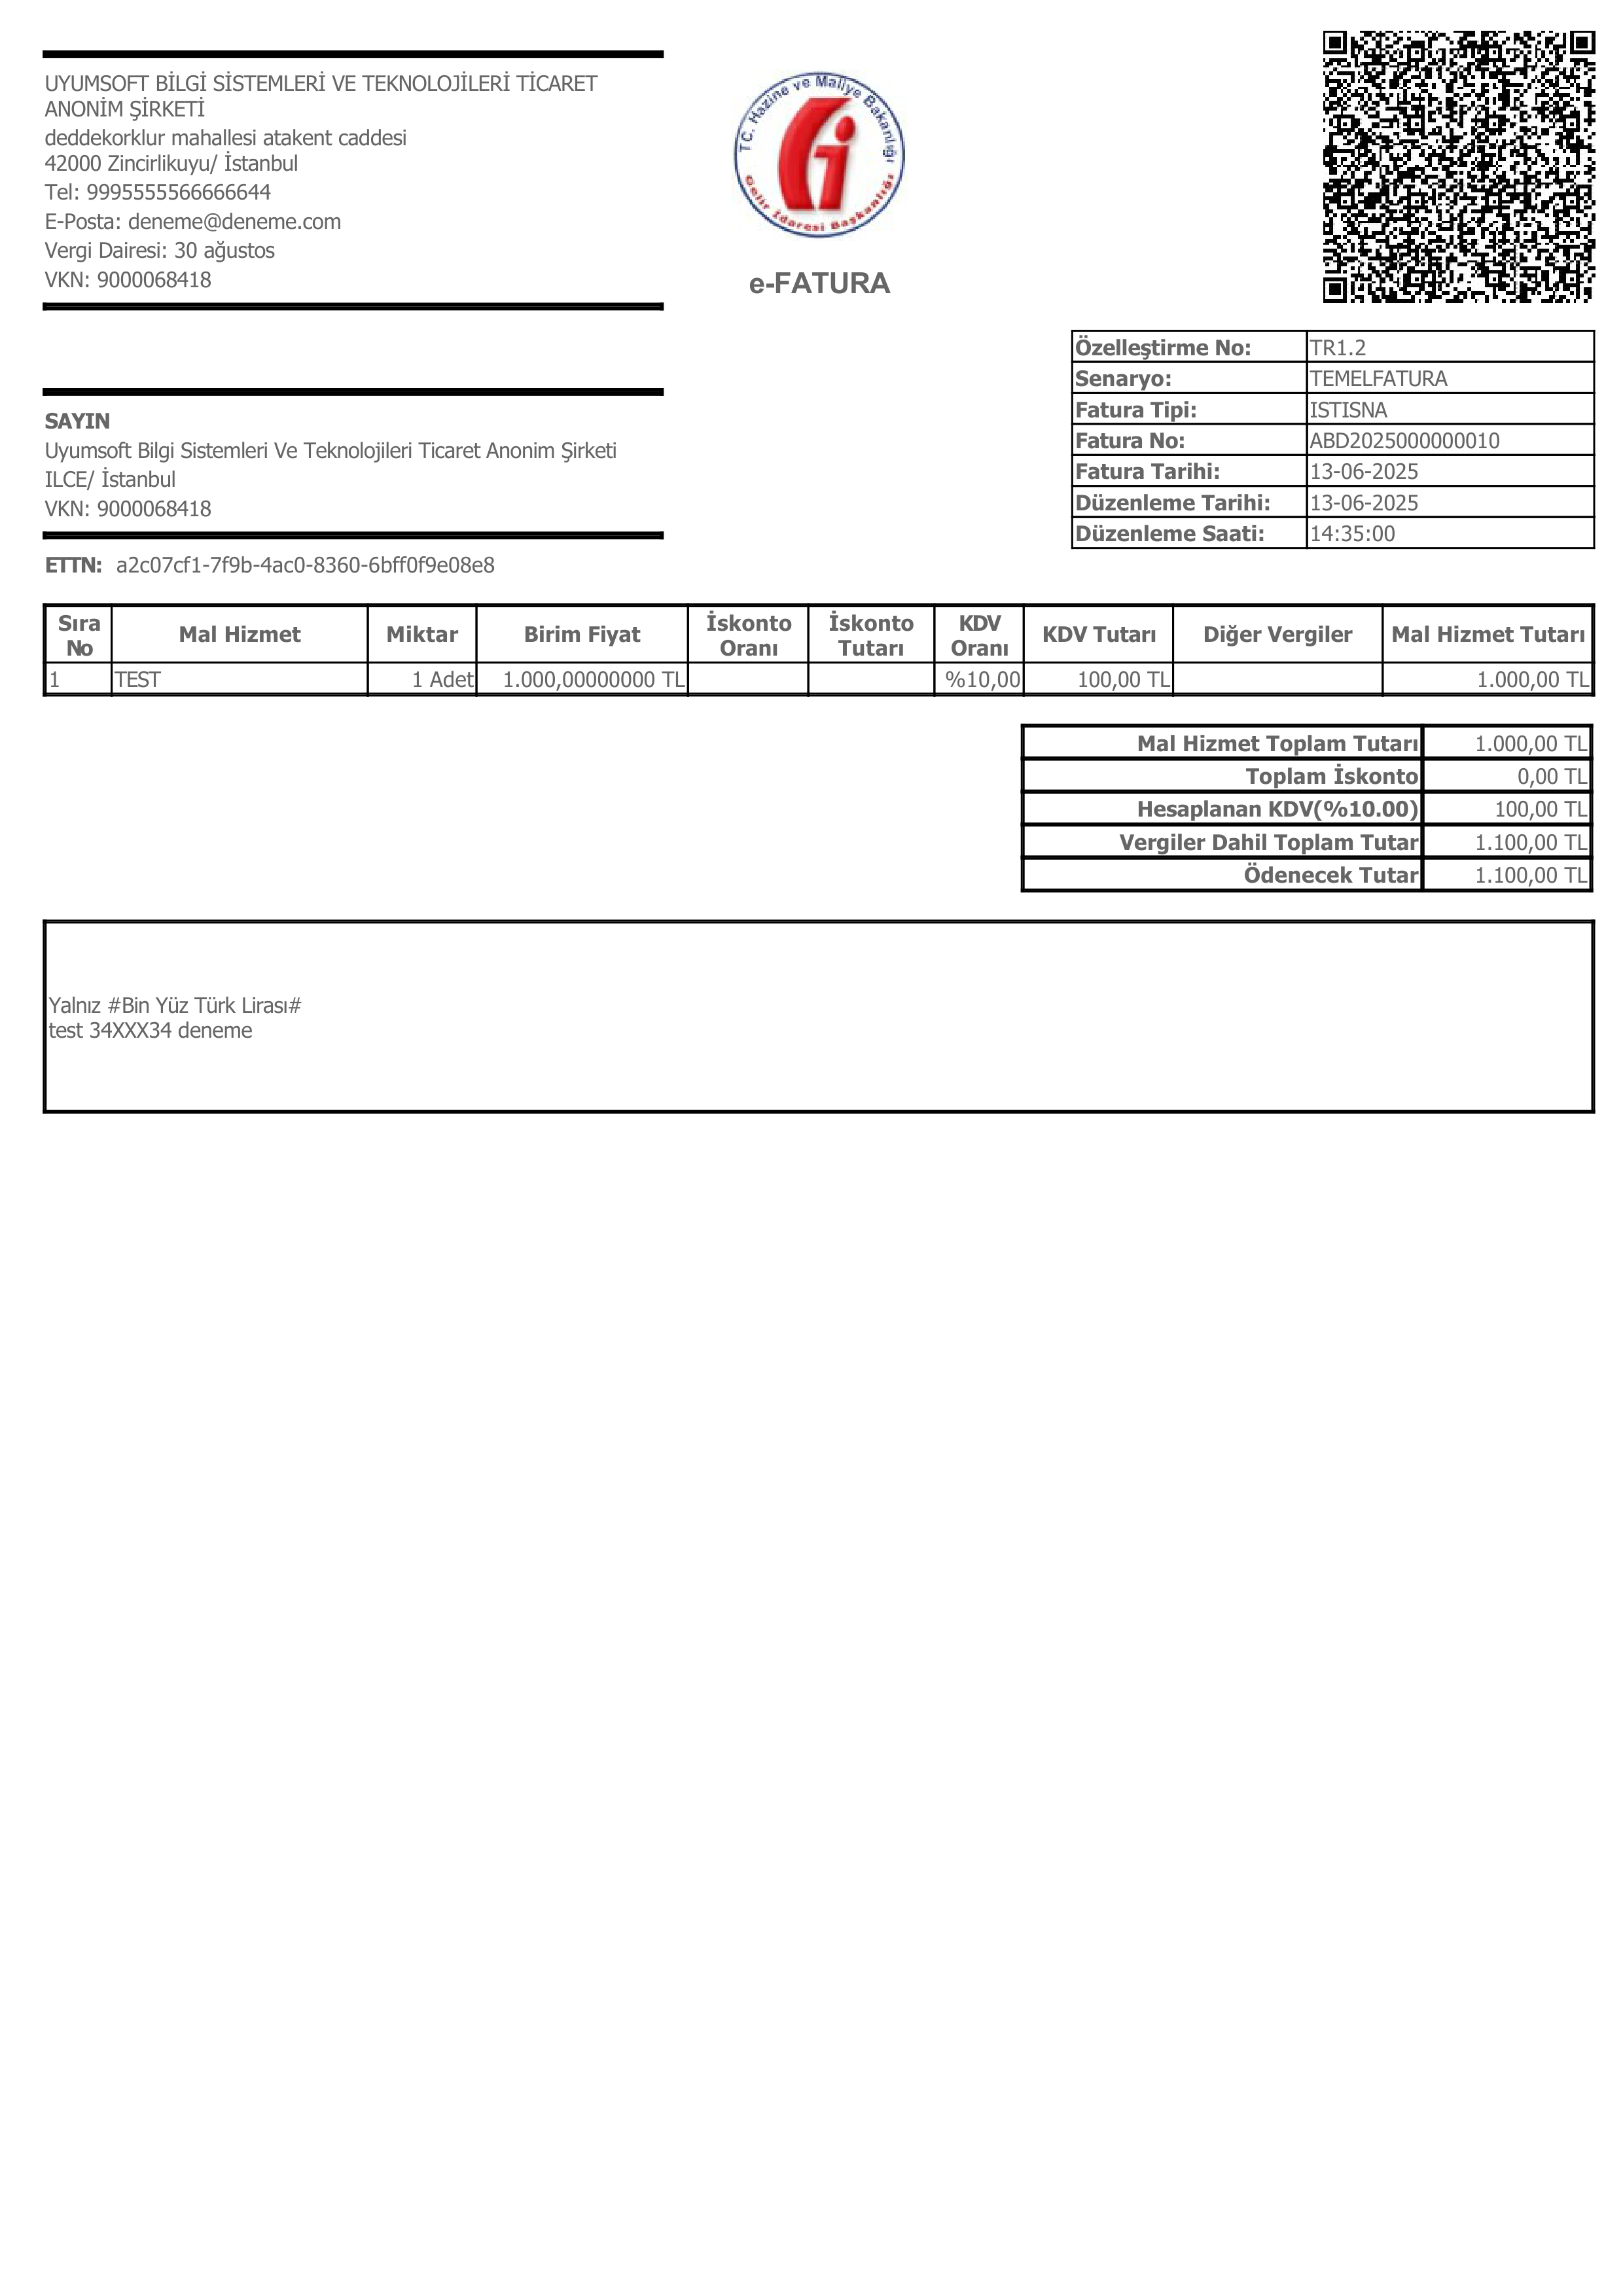 UYUMSOFT BİLGİ SİSTEMLERİ VE TEKNOLOJİLERİ TİCARET
ANONİM ŞİRKETİ
deddekorklur mahallesi atakent caddesi
42000 Zincirlikuyu/ İstanbul
Tel: 9995555566666644
E-Posta: deneme@deneme.com
Vergi Dairesi: 30 ağustos
VKN: 9000068418
TC. Hazine ve Maliye Bakanlığı
Gelir İdaresi Başkanlığı
e-FATURA
Özelleştirme No: TR1.2
Senaryo: TEMELFATURA
Fatura Tipi: ISTISNA
Fatura No: ABD2025000000010
Fatura Tarihi: 13-06-2025
Düzenleme Tarihi: 13-06-2025
Düzenleme Saati: 14:35:00
SAYIN
Uyumsoft Bilgi Sistemleri Ve Teknolojileri Ticaret Anonim Şirketi
ILCE/ İstanbul
VKN: 9000068418
ETTN: a2c07cf1-7f9b-4ac0-8360-6bff0f9e08e8
Sıra No Mal Hizmet Miktar Birim Fiyat İskonto Oranı İskonto Tutarı KDV Oranı KDV Tutarı Diğer Vergiler Mal Hizmet Tutarı
1 TEST 1 Adet 1.000,00000000 TL %10,00 100,00 TL 1.000,00 TL
Mal Hizmet Toplam Tutarı 1.000,00 TL
Toplam İskonto 0,00 TL
Hesaplanan KDV(%10.00) 100,00 TL
Vergiler Dahil Toplam Tutar 1.100,00 TL
Ödenecek Tutar 1.100,00 TL
Yalnız #Bin Yüz Türk Lirası#
test 34XXX34 deneme